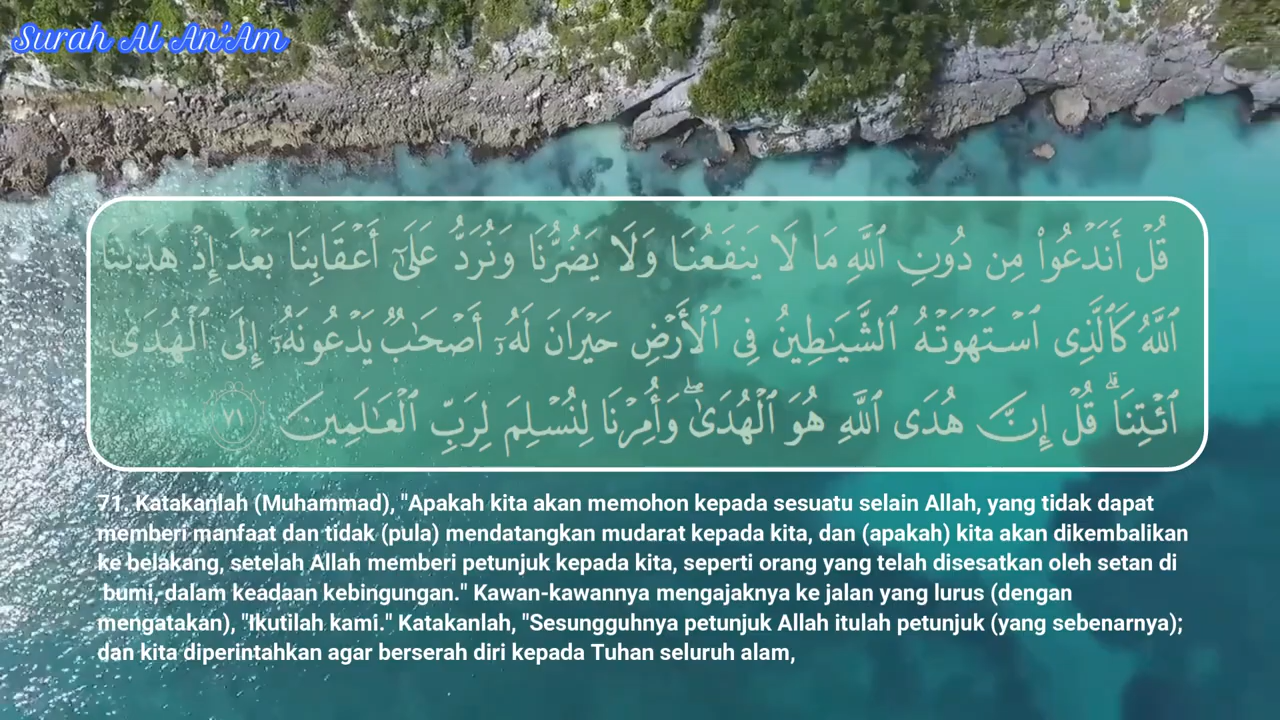 Surah Al An'Am
قُلْ أَنَدْعُوا۟ مِن دُونِ ٱللَّهِ مَا لَا يَنفَعُنَا وَلَا يَضُرُّنَا وَنُرَدُّ عَلَىٰٓ أَعْقَابِنَا بَعْدَ إِذْ هَدَىٰنَا
ٱللَّهُ كَٱلَّذِى ٱسْتَهْوَتْهُ ٱلشَّيَـٰطِينُ فِى ٱلْأَرْضِ حَيْرَانَ لَهُۥٓ أَصْحَـٰبٌ يَدْعُونَهُۥٓ إِلَى ٱلْهُدَى
ٱئْتِنَا ۗ قُلْ إِنَّ هُدَى ٱللَّهِ هُوَ ٱلْهُدَىٰ ۖ وَأُمِرْنَا لِنُسْلِمَ لِرَبِّ ٱلْعَـٰلَمِينَ ٧١
71. Katakanlah (Muhammad), "Apakah kita akan memohon kepada sesuatu selain Allah, yang tidak dapat
memberi manfaat dan tidak (pula) mendatangkan mudarat kepada kita, dan (apakah) kita akan dikembalikan
ke belakang, setelah Allah memberi petunjuk kepada kita, seperti orang yang telah disesatkan oleh setan di
bumi, dalam keadaan kebingungan." Kawan-kawannya mengajaknya ke jalan yang lurus (dengan
mengatakan), "Ikutilah kami." Katakanlah, "Sesungguhnya petunjuk Allah itulah petunjuk (yang sebenarnya);
dan kita diperintahkan agar berserah diri kepada Tuhan seluruh alam,